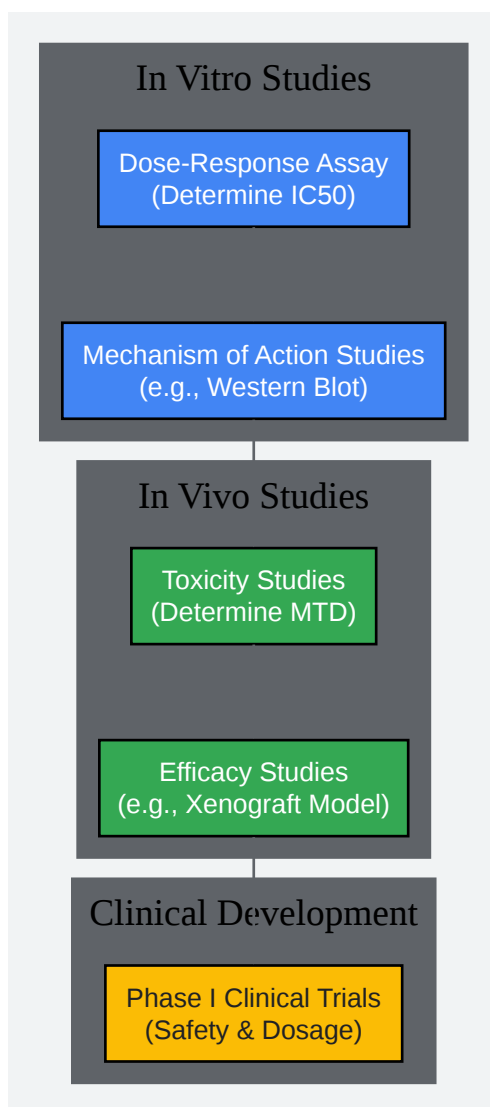 In Vitro Studies
Dose-Response Assay
(Determine IC50)
Mechanism of Action Studies
(e.g., Western Blot)
In Vivo Studies
Toxicity Studies
(Determine MTD)
Efficacy Studies
(e.g., Xenograft Model)
Clinical Development
Phase I Clinical Trials
(Safety & Dosage)